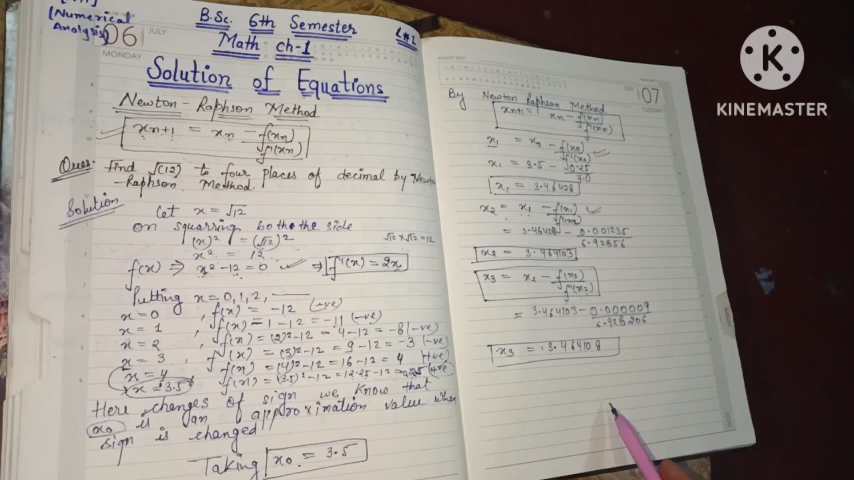 [Numerical
Analysis]
06
JULY
MONDAY
B.Sc. 6th Semester
Math ch-1
Solution of Equations
Newton-Raphson Method
xn+1 = xn - f(xn)/f'(xn)
Ques: find √(12) to four places of decimal by Newton
-Raphson Method.
Solution
Let x = √12
On squaring both the side
(x)² = (√12)²
√12 x √12 = 12
x² = 12
f(x) ⇒ x² - 12 = 0 ⇒ f'(x) = 2x
Putting x = 0, 1, 2,
x = 0 , f(x) = -12 (-ve)
x = 1 , f(x) = 1 - 12 = -11 (-ve)
x = 2 , f(x) = (2)² - 12 = 4 - 12 = -8 (-ve)
x = 3 , f(x) = (3)² - 12 = 9 - 12 = -3 (-ve)
x = 4 f(x) = (4)² - 12 = 16 - 12 = 4 (+ve)
x = 3.5 f(x) = (3.5)² - 12 = 12.25 - 12 = 0.25 (+ve)
Here changes of sign we know that
x0 is an approximation value when
sign is changed
Taking x0 = 3.5
07
By Newton Raphson Method
xn+1 = xn - f(xn)/f'(xn)
x1 = xn - f(x0)/f'(x0)
x1 = 3.5 - 0.25
x1 = 3.46428
x2 = x1 - f(x1)/f'(x1)
= 3.46428 - 0.001235/6.92856
x2 = 3.464103
x3 = x2 - f(x2)/f'(x2)
= 3.464103 - 0.000009/6.928206
x3 = 3.464108
KINEMASTER